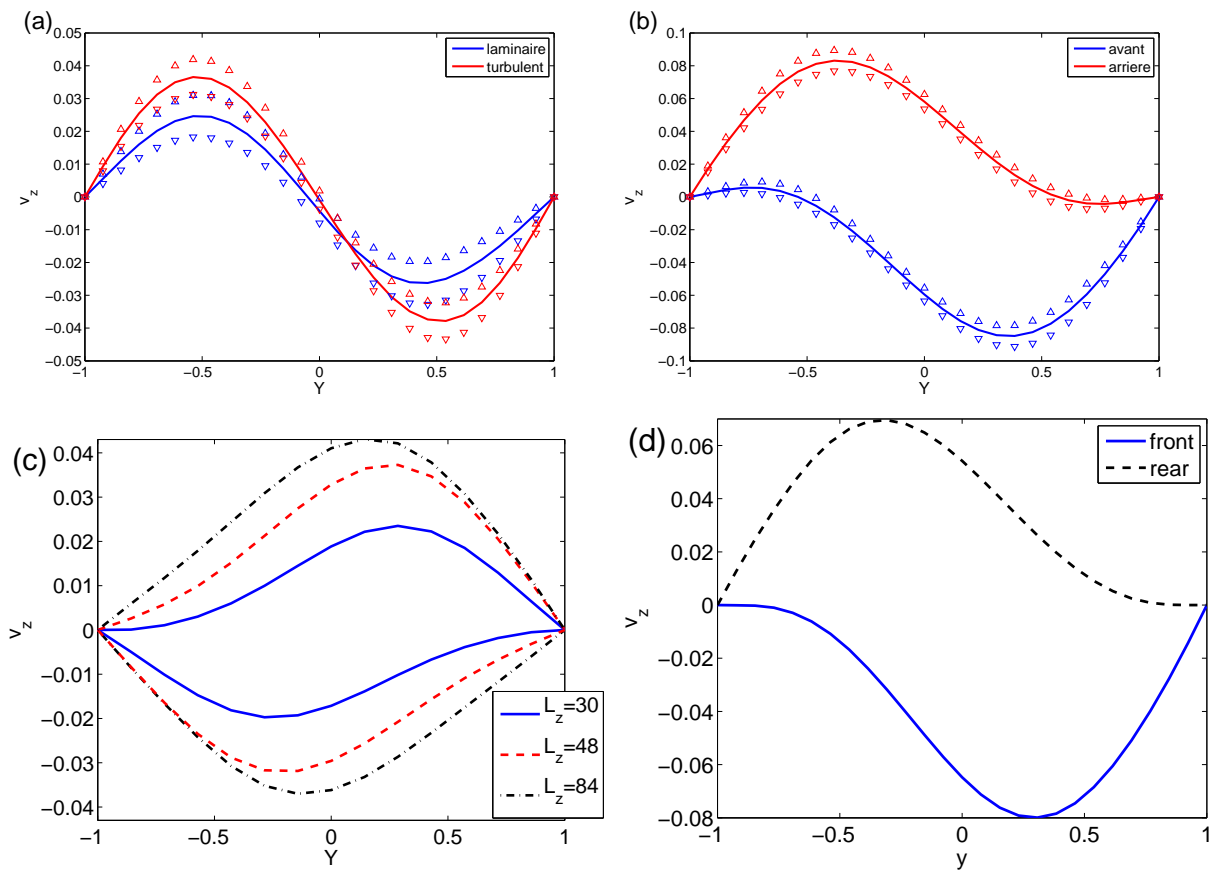 (a)
0.05
0.04
0.03
0.02
0.01
0
−0.01
−0.02
−0.03
−0.04
−0.05
v_z
−1
−0.5
0
0.5
1
Y
laminaire
turbulent
(b)
0.1
0.08
0.06
0.04
0.02
0
−0.02
−0.04
−0.06
−0.08
−0.1
v_z
−1
−0.5
0
0.5
1
Y
avant
arriere
(c)
0.04
0.03
0.02
0.01
0
−0.01
−0.02
−0.03
−0.04
v_z
−1
−0.5
0
0.5
1
Y
L_z=30
L_z=48
L_z=84
(d)
0.06
0.04
0.02
0
−0.02
−0.04
−0.06
−0.08
v_z
−1
−0.5
0
0.5
1
y
front
rear